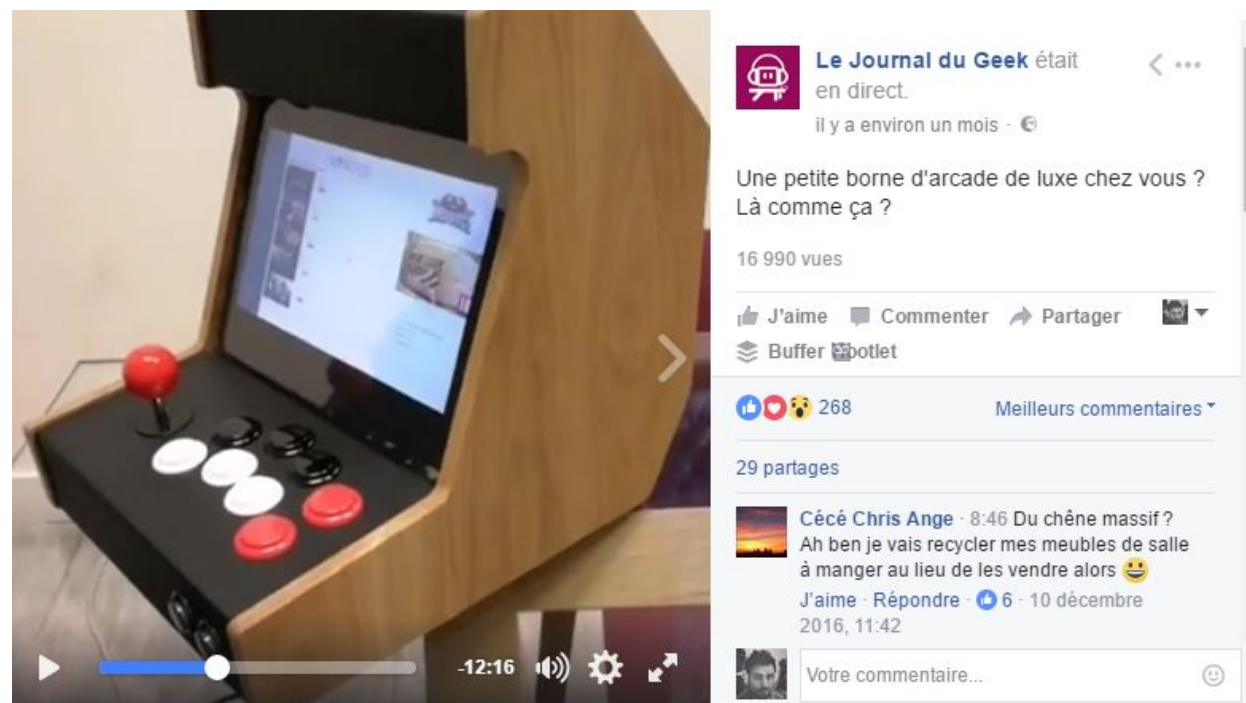 Le Journal du Geek était
en direct.
il y a environ un mois ·
Une petite borne d'arcade de luxe chez vous ?
Là comme ça ?
16 990 vues
J'aime Commenter Partager
Buffer
268 Meilleurs commentaires
29 partages
Cécé Chris Ange · 8:46 Du chêne massif ?
Ah ben je vais recycler mes meubles de salle
à manger au lieu de les vendre alors 😃
J'aime · Répondre · 6 · 10 décembre
2016, 11:42
Votre commentaire...
-12:16